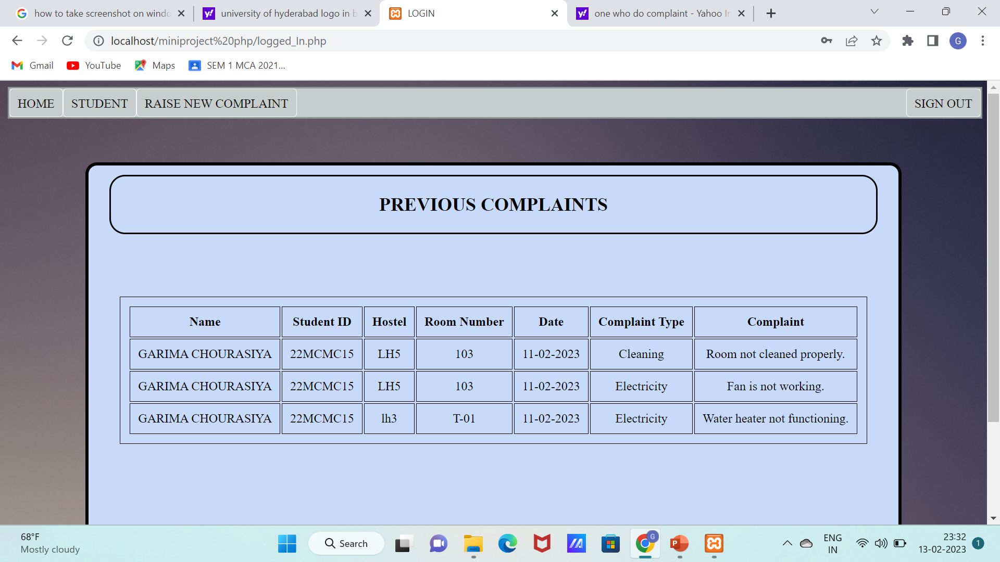 how to take screenshot on windo
university of hyderabad logo in b
LOGIN
one who do complaint - Yahoo In
localhost/miniproject%20php/logged_In.php
G
Gmail
YouTube
Maps
SEM 1 MCA 2021...
HOME
STUDENT
RAISE NEW COMPLAINT
SIGN OUT
PREVIOUS COMPLAINTS
Name Student ID Hostel Room Number Date Complaint Type Complaint
GARIMA CHOURASIYA 22MCMC15 LH5 103 11-02-2023 Cleaning Room not cleaned properly.
GARIMA CHOURASIYA 22MCMC15 LH5 103 11-02-2023 Electricity Fan is not working.
GARIMA CHOURASIYA 22MCMC15 lh3 T-01 11-02-2023 Electricity Water heater not functioning.
68°F
Mostly cloudy
Search
G
P
ENG
IN
23:32
13-02-2023
1